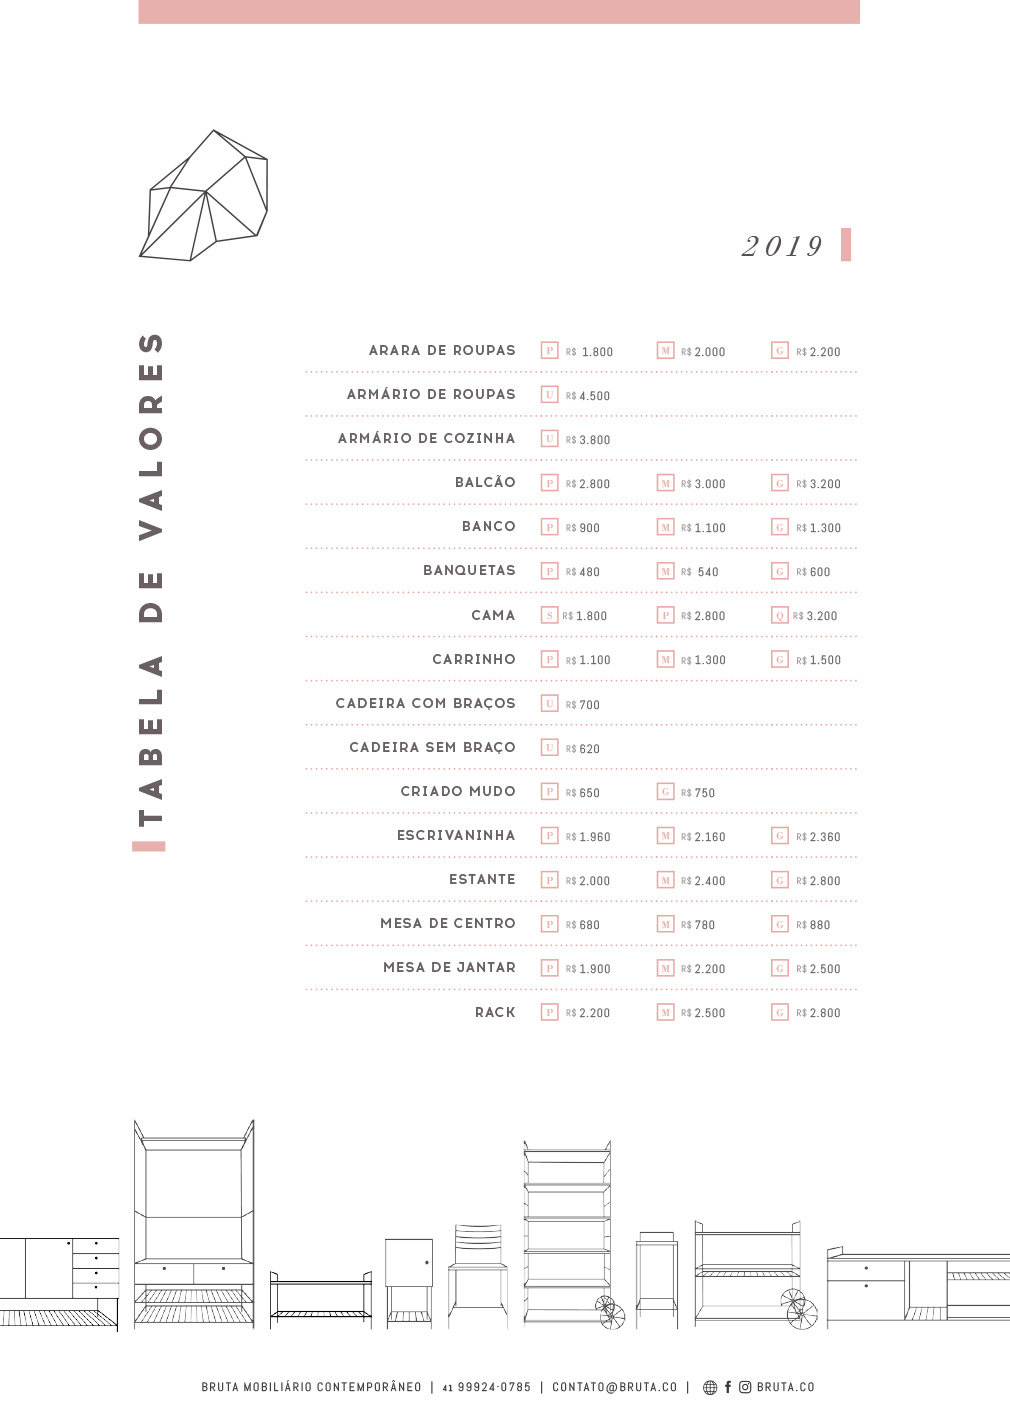 2019
TABELA DE VALORES
ARARA DE ROUPAS P R$ 1.800 M R$ 2.000 G R$ 2.200
ARMÁRIO DE ROUPAS U R$ 4.500
ARMÁRIO DE COZINHA U R$ 3.800
BALCÃO P R$ 2.800 M R$ 3.000 G R$ 3.200
BANCO P R$ 900 M R$ 1.100 G R$ 1.300
BANQUETAS P R$ 480 M R$ 540 G R$ 600
CAMA S R$ 1.800 P R$ 2.800 Q R$ 3.200
CARRINHO P R$ 1.100 M R$ 1.300 G R$ 1.500
CADEIRA COM BRAÇOS U R$ 700
CADEIRA SEM BRAÇO U R$ 620
CRIADO MUDO P R$ 650 G R$ 750
ESCRIVANINHA P R$ 1.960 M R$ 2.160 G R$ 2.360
ESTANTE P R$ 2.000 M R$ 2.400 G R$ 2.800
MESA DE CENTRO P R$ 680 M R$ 780 G R$ 880
MESA DE JANTAR P R$ 1.900 M R$ 2.200 G R$ 2.500
RACK P R$ 2.200 M R$ 2.500 G R$ 2.800
BRUTA MOBILIÁRIO CONTEMPORÂNEO | 41 99924·0785 | CONTATO@BRUTA.CO | BRUTA.CO